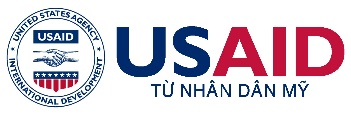 UNITED STATES AGENCY
USAID
INTERNATIONAL DEVELOPMENT
USAID
TỪ NHÂN DÂN MỸ